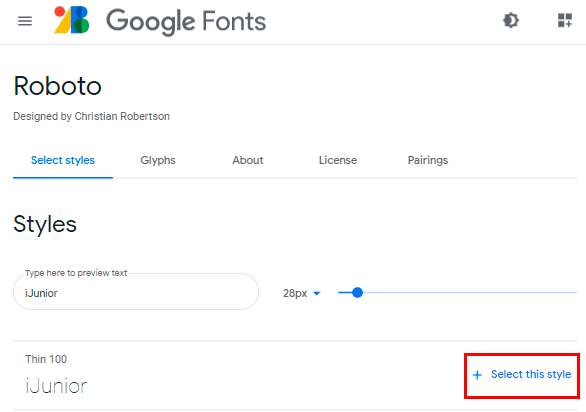 Google Fonts
Roboto
Designed by Christian Robertson
Select styles Glyphs About License Pairings
Styles
Type here to preview text
iJunior 28px
Thin 100
iJunior + Select this style